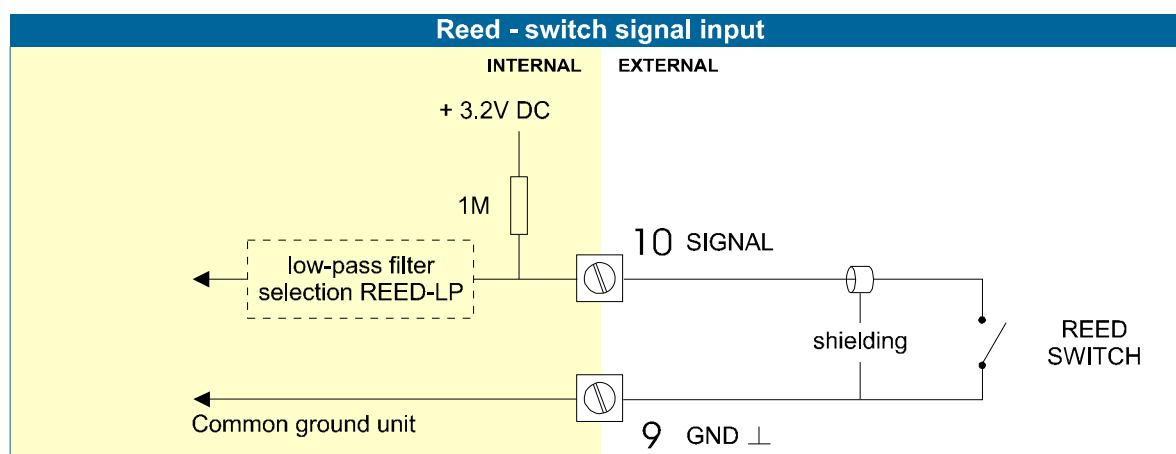 Reed - switch signal input
INTERNAL EXTERNAL
+ 3.2V DC
1M
10 SIGNAL
low-pass filter
selection REED-LP
shielding
REED
SWITCH
Common ground unit
9 GND ⊥